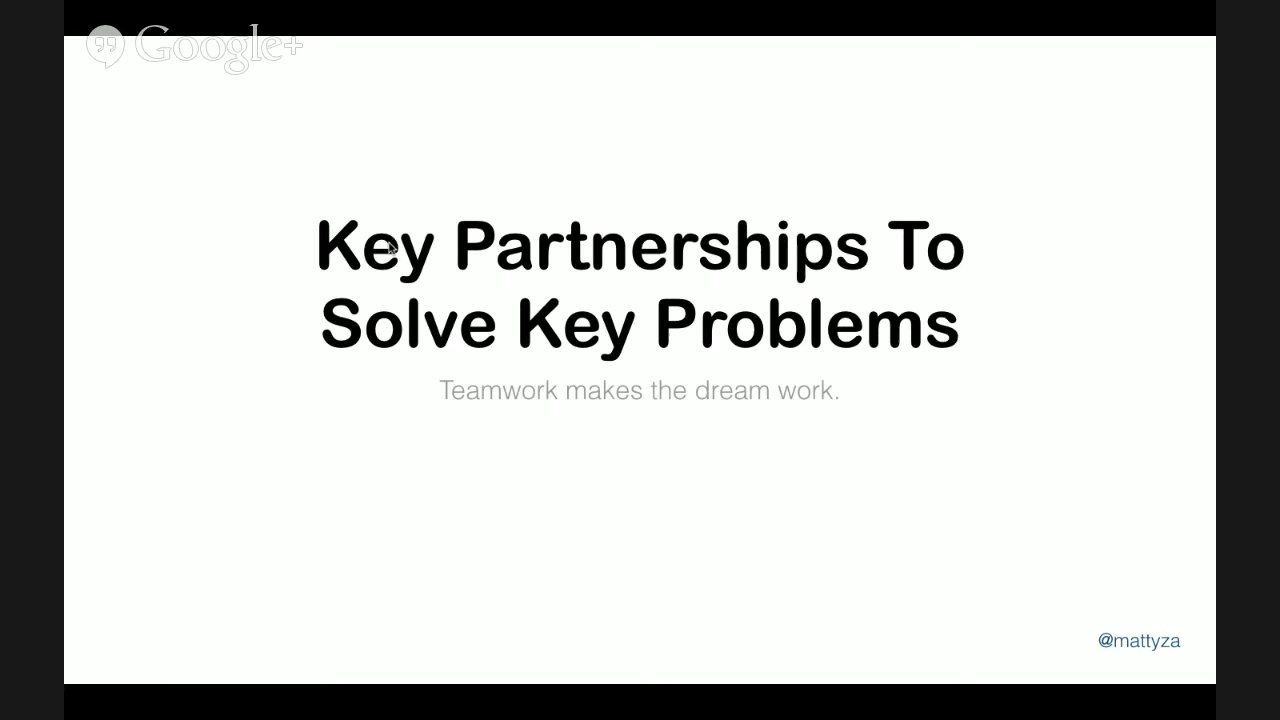 Google+
Key Partnerships To
Solve Key Problems
Teamwork makes the dream work.
@mattyza